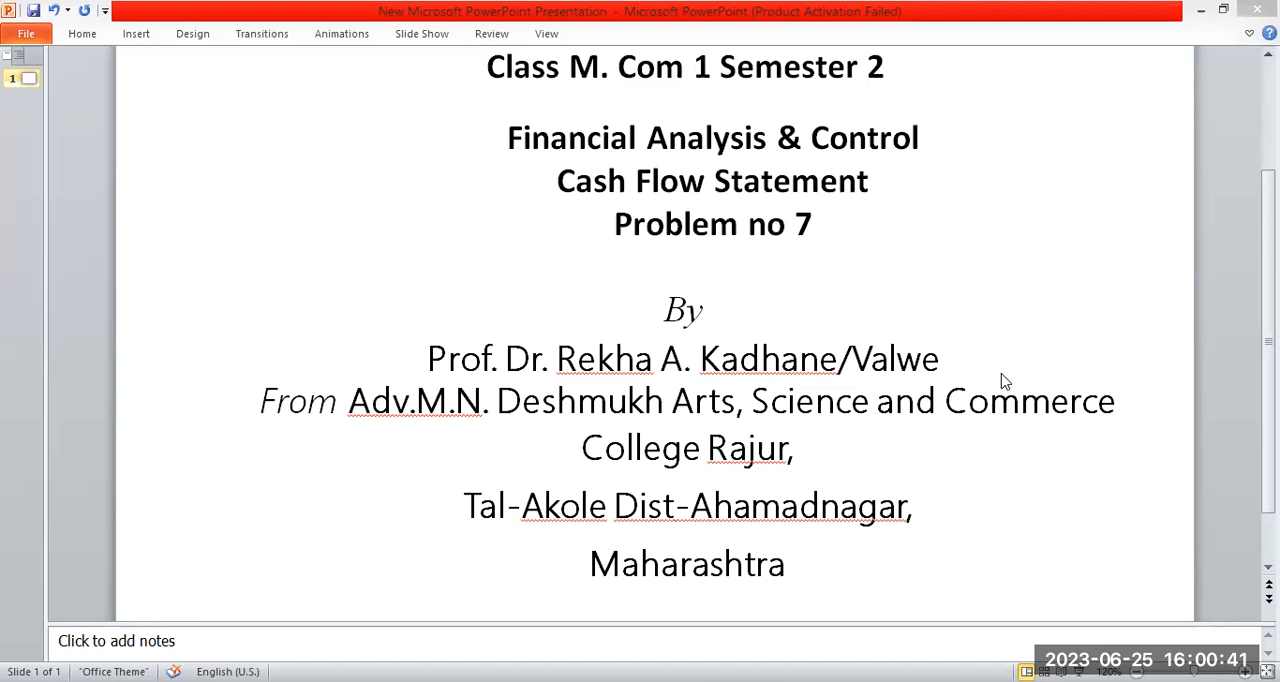 New Microsoft PowerPoint Presentation - Microsoft PowerPoint (Product Activation Failed)
File Home Insert Design Transitions Animations Slide Show Review View
1
Class M. Com 1 Semester 2
Financial Analysis & Control
Cash Flow Statement
Problem no 7
By
Prof. Dr. Rekha A. Kadhane/Valwe
From Adv.M.N. Deshmukh Arts, Science and Commerce
College Rajur,
Tal-Akole Dist-Ahamadnagar,
Maharashtra
Click to add notes
2023-06-25 16:00:41
Slide 1 of 1 "Office Theme" English (U.S.) 120%